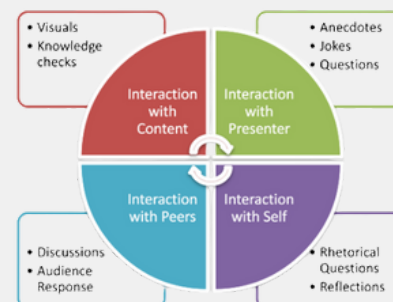 • Visuals
• Knowledge
checks
• Anecdotes
• Jokes
• Questions
Interaction
with
Content
Interaction
with
Presenter
Interaction
with Peers
Interaction
with Self
• Discussions
• Audience
Response
• Rhetorical
Questions
• Reflections